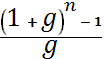 (1 + g)^n - 1
g